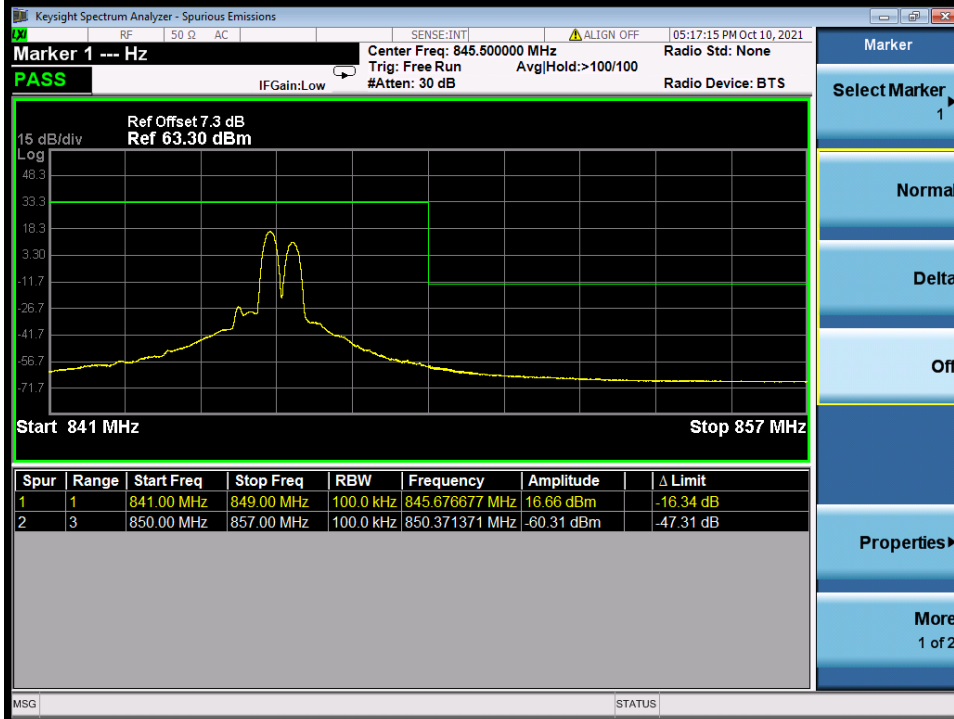 Keysight Spectrum Analyzer - Spurious Emissions
LXI RF 50 Ω AC SENSE:INT ALIGN OFF 05:17:15 PM Oct 10, 2021
Marker 1 --- Hz Center Freq: 845.500000 MHz Radio Std: None
Trig: Free Run Avg|Hold:>100/100
PASS IFGain:Low #Atten: 30 dB Radio Device: BTS
Ref Offset 7.3 dB
15 dB/div Ref 63.30 dBm
Log
48.3
33.3
18.3
3.30
-11.7
-26.7
-41.7
-56.7
-71.7
Start 841 MHz Stop 857 MHz
Spur Range Start Freq Stop Freq RBW Frequency Amplitude Δ Limit
1 1 841.00 MHz 849.00 MHz 100.0 kHz 845.676677 MHz 16.66 dBm -16.34 dB
2 3 850.00 MHz 857.00 MHz 100.0 kHz 850.371371 MHz -60.31 dBm -47.31 dB
MSG STATUS
Marker
Select Marker
1
Normal
Delta
Off
Properties
More
1 of 2